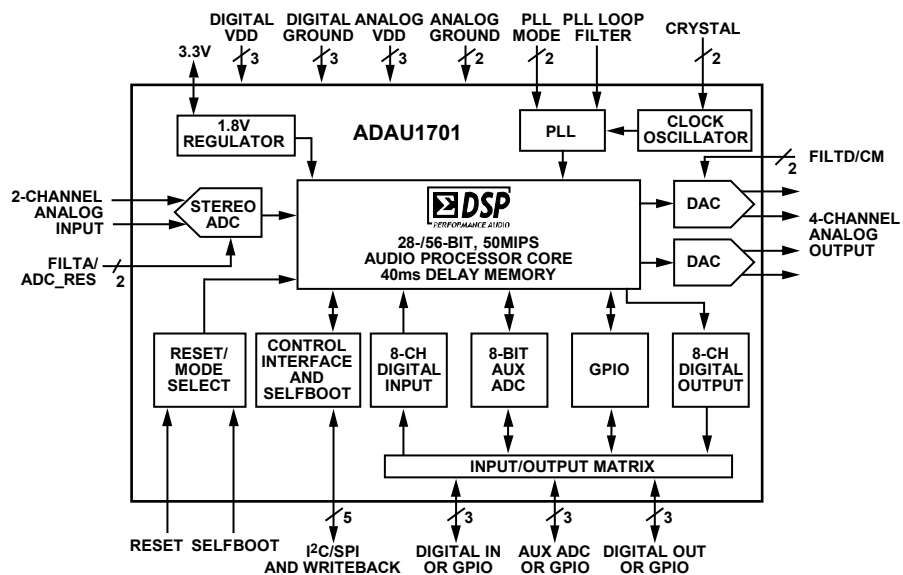 DIGITAL
VDD
DIGITAL
GROUND
ANALOG
VDD
ANALOG
GROUND
PLL
MODE
PLL LOOP
FILTER
CRYSTAL
3.3V
3
3
3
2
2
2
1.8V
REGULATOR
ADAU1701
PLL
CLOCK
OSCILLATOR
FILTD/CM
2
2-CHANNEL
ANALOG
INPUT
STEREO
ADC
FILTA/
ADC_RES
2
Σ DSP
PERFORMANCE AUDIO
28-/56-BIT, 50MIPS
AUDIO PROCESSOR CORE
40ms DELAY MEMORY
DAC
DAC
4-CHANNEL
ANALOG
OUTPUT
RESET/
MODE
SELECT
CONTROL
INTERFACE
AND
SELFBOOT
8-CH
DIGITAL
INPUT
8-BIT
AUX
ADC
GPIO
8-CH
DIGITAL
OUTPUT
INPUT/OUTPUT MATRIX
5
3
3
3
RESET
SELFBOOT
I²C/SPI
AND WRITEBACK
DIGITAL IN
OR GPIO
AUX ADC
OR GPIO
DIGITAL OUT
OR GPIO